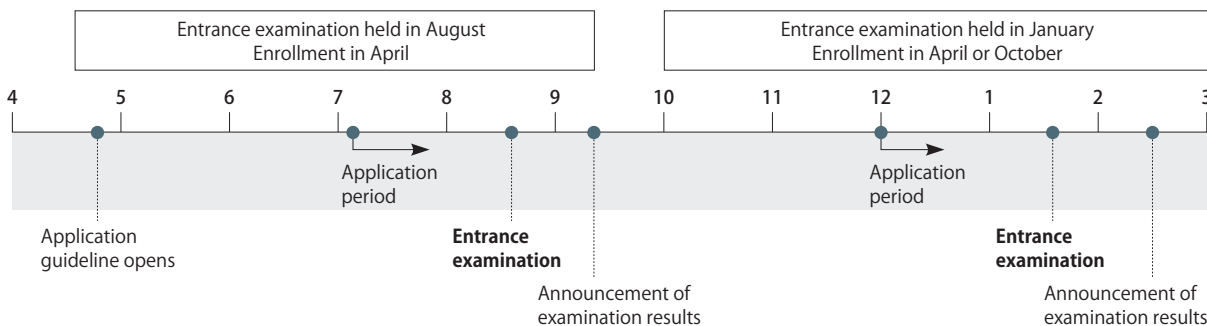 Entrance examination held in August
Enrollment in April
Entrance examination held in January
Enrollment in April or October
4 5 6 7 8 9 10 11 12 1 2 3
Application
period
Application
period
Application
guideline opens
Entrance
examination
Entrance
examination
Announcement of
examination results
Announcement of
examination results